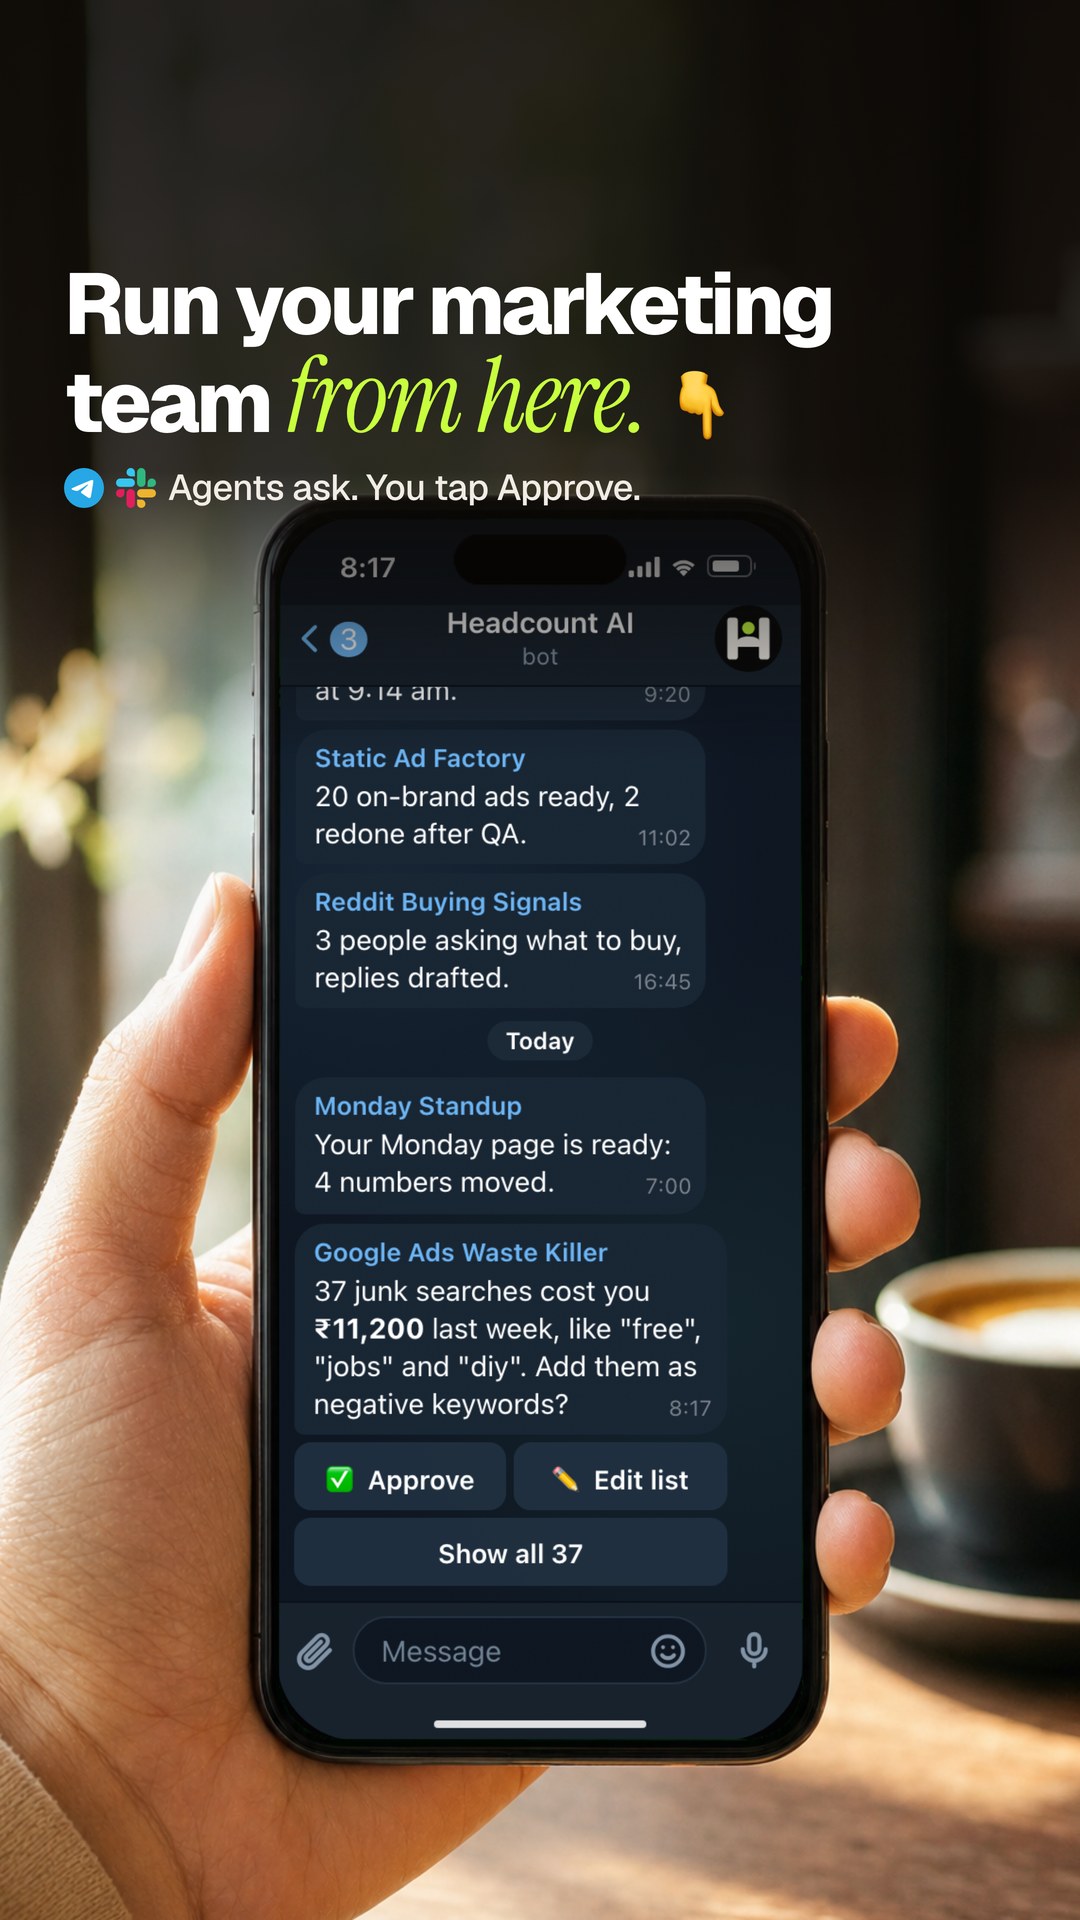 Run your marketing
team from here. 👇
Agents ask. You tap Approve.
8:17
3
Headcount AI
bot
at 9:14 am.
9:20
Static Ad Factory
20 on-brand ads ready, 2
redone after QA.
11:02
Reddit Buying Signals
3 people asking what to buy,
replies drafted.
16:45
Today
Monday Standup
Your Monday page is ready:
4 numbers moved.
7:00
Google Ads Waste Killer
37 junk searches cost you
₹11,200 last week, like "free",
"jobs" and "diy". Add them as
negative keywords?
8:17
✅ Approve
✏️ Edit list
Show all 37
Message